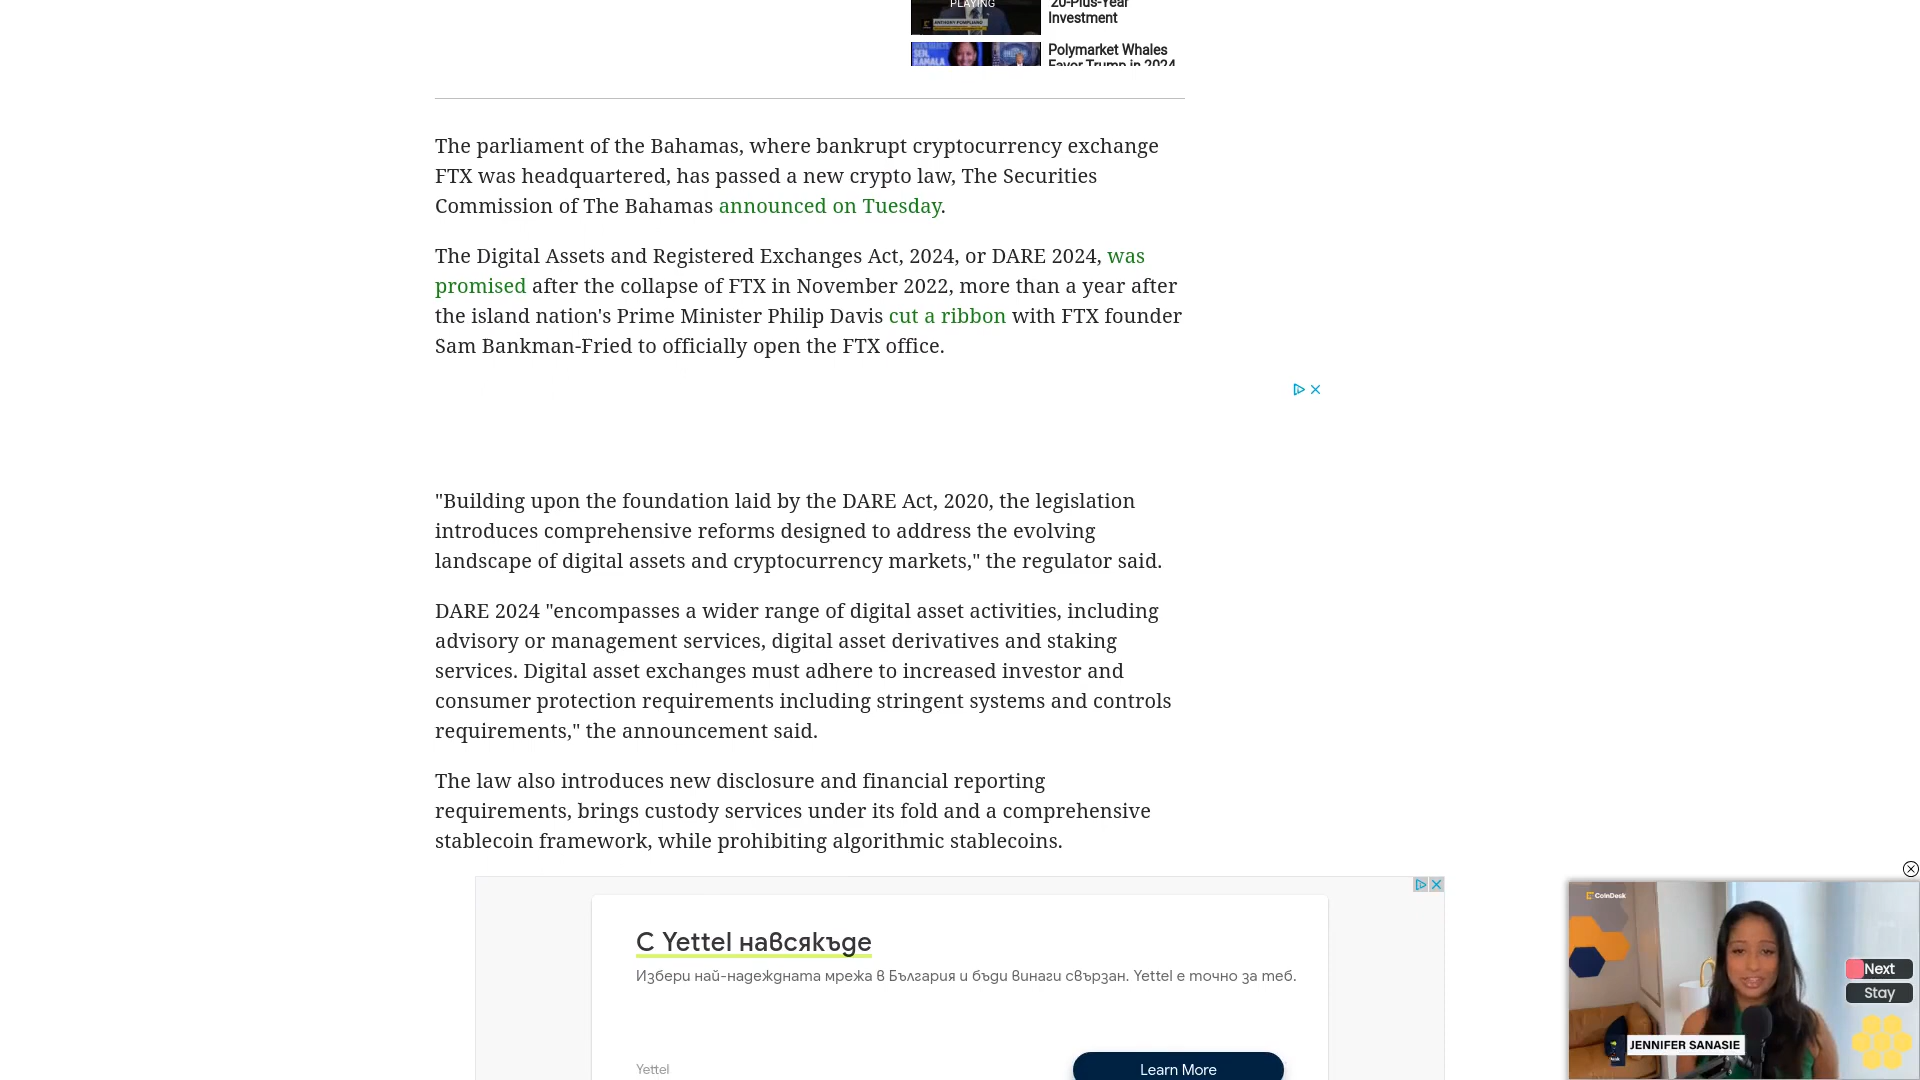 PLAYING
ANTHONY POMPLIANO
'20-Plus-Year
Investment
SEN.
KAMALA
Polymarket Whales
Favor Trump in 2024
The parliament of the Bahamas, where bankrupt cryptocurrency exchange
FTX was headquartered, has passed a new crypto law, The Securities
Commission of The Bahamas announced on Tuesday.
The Digital Assets and Registered Exchanges Act, 2024, or DARE 2024, was
promised after the collapse of FTX in November 2022, more than a year after
the island nation's Prime Minister Philip Davis cut a ribbon with FTX founder
Sam Bankman-Fried to officially open the FTX office.
"Building upon the foundation laid by the DARE Act, 2020, the legislation
introduces comprehensive reforms designed to address the evolving
landscape of digital assets and cryptocurrency markets," the regulator said.
DARE 2024 "encompasses a wider range of digital asset activities, including
advisory or management services, digital asset derivatives and staking
services. Digital asset exchanges must adhere to increased investor and
consumer protection requirements including stringent systems and controls
requirements," the announcement said.
The law also introduces new disclosure and financial reporting
requirements, brings custody services under its fold and a comprehensive
stablecoin framework, while prohibiting algorithmic stablecoins.
С Yettel навсякъде
Избери най-надеждната мрежа в България и бъди винаги свързан. Yettel е точно за теб.
Yettel
Learn More
CoinDesk
Next
Stay
JENNIFER SANASIE